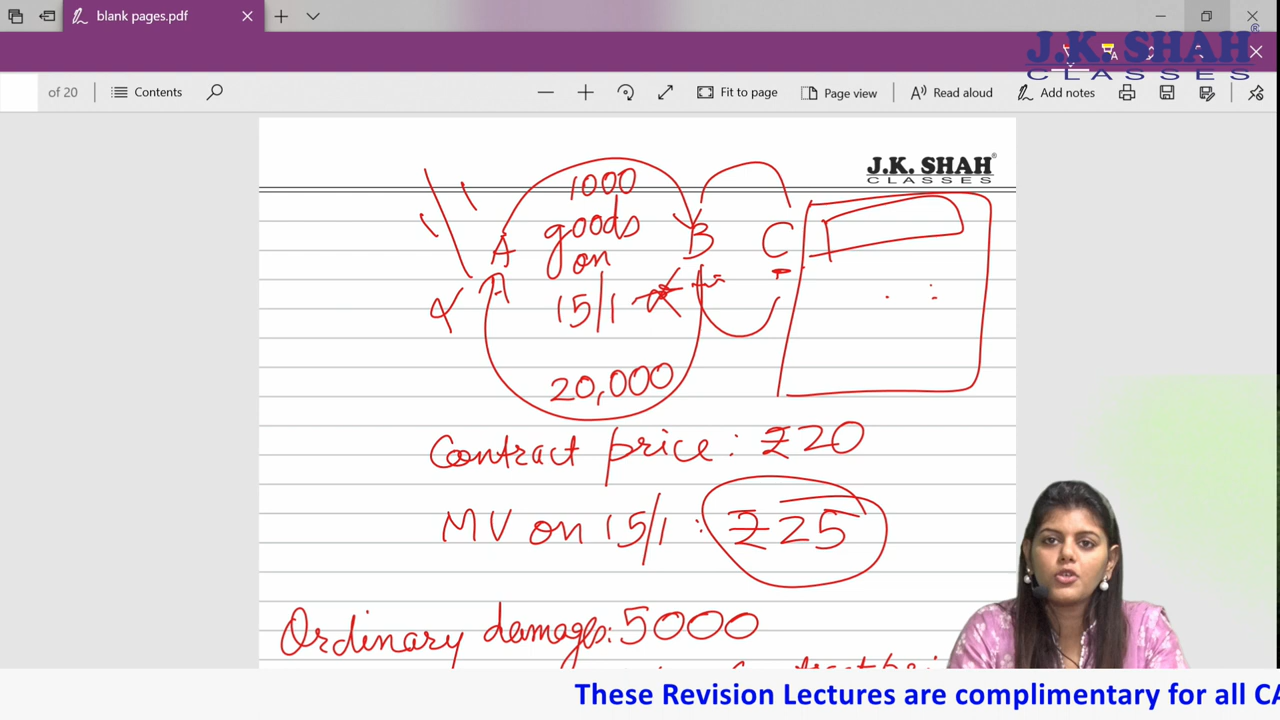 blank pages.pdf
J.K. SHAH®
CLASSES
of 20
Contents
Fit to page
Page view
Read aloud
Add notes
J.K. SHAH®
CLASSES
1000
A goods B C
on
A 15/1
20,000
Contract price: ₹20
MV on 15/1: ₹25
Ordinary damages: 5000
These Revision Lectures are complimentary for all CA